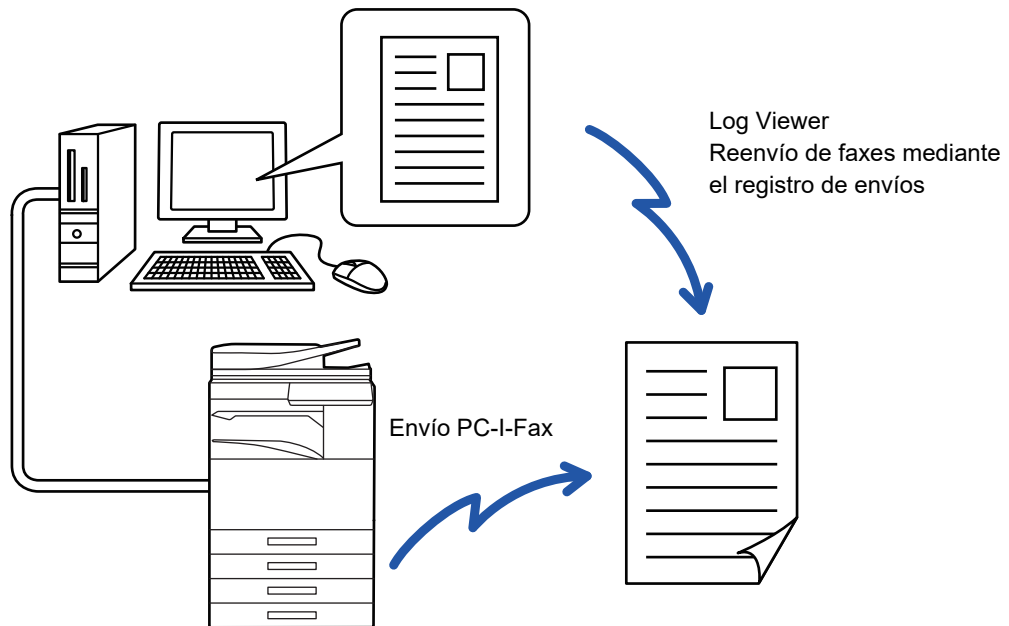 Log Viewer
Reenvío de faxes mediante
el registro de envíos
Envío PC-I-Fax